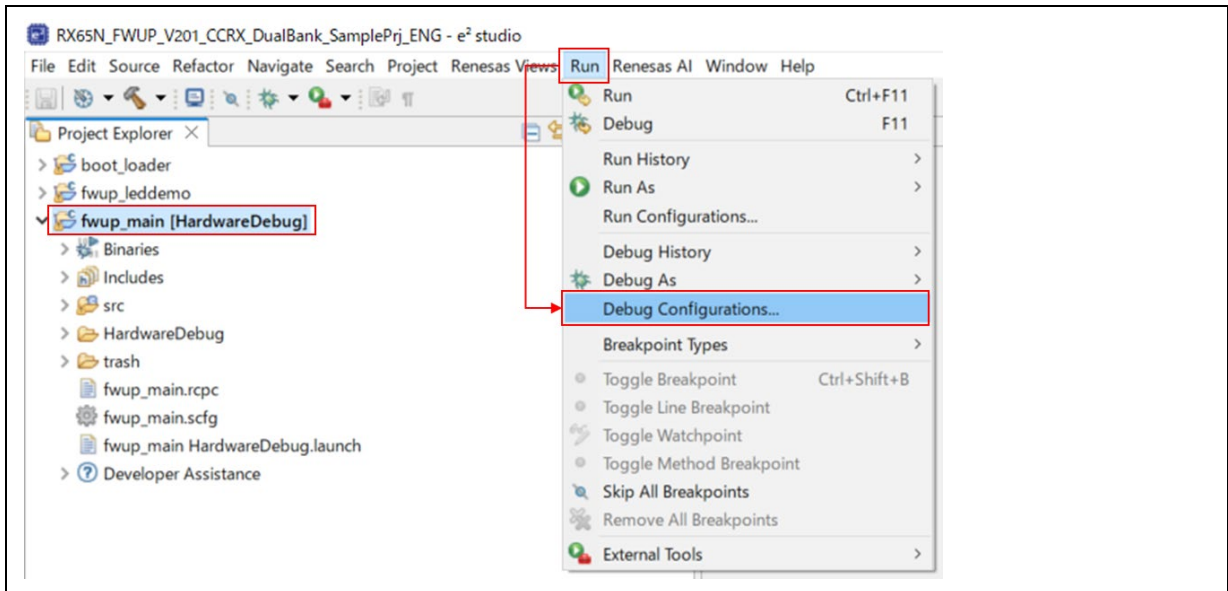 RX65N_FWUP_V201_CCRX_DualBank_SamplePrj_ENG - e² studio
File Edit Source Refactor Navigate Search Project Renesas Views Run Renesas AI Window Help
Project Explorer
boot_loader
fwup_leddemo
fwup_main [HardwareDebug]
Binaries
Includes
src
HardwareDebug
trash
fwup_main.rcpc
fwup_main.scfg
fwup_main HardwareDebug.launch
Developer Assistance
Run Ctrl+F11
Debug F11
Run History
Run As
Run Configurations...
Debug History
Debug As
Debug Configurations...
Breakpoint Types
Toggle Breakpoint Ctrl+Shift+B
Toggle Line Breakpoint
Toggle Watchpoint
Toggle Method Breakpoint
Skip All Breakpoints
Remove All Breakpoints
External Tools